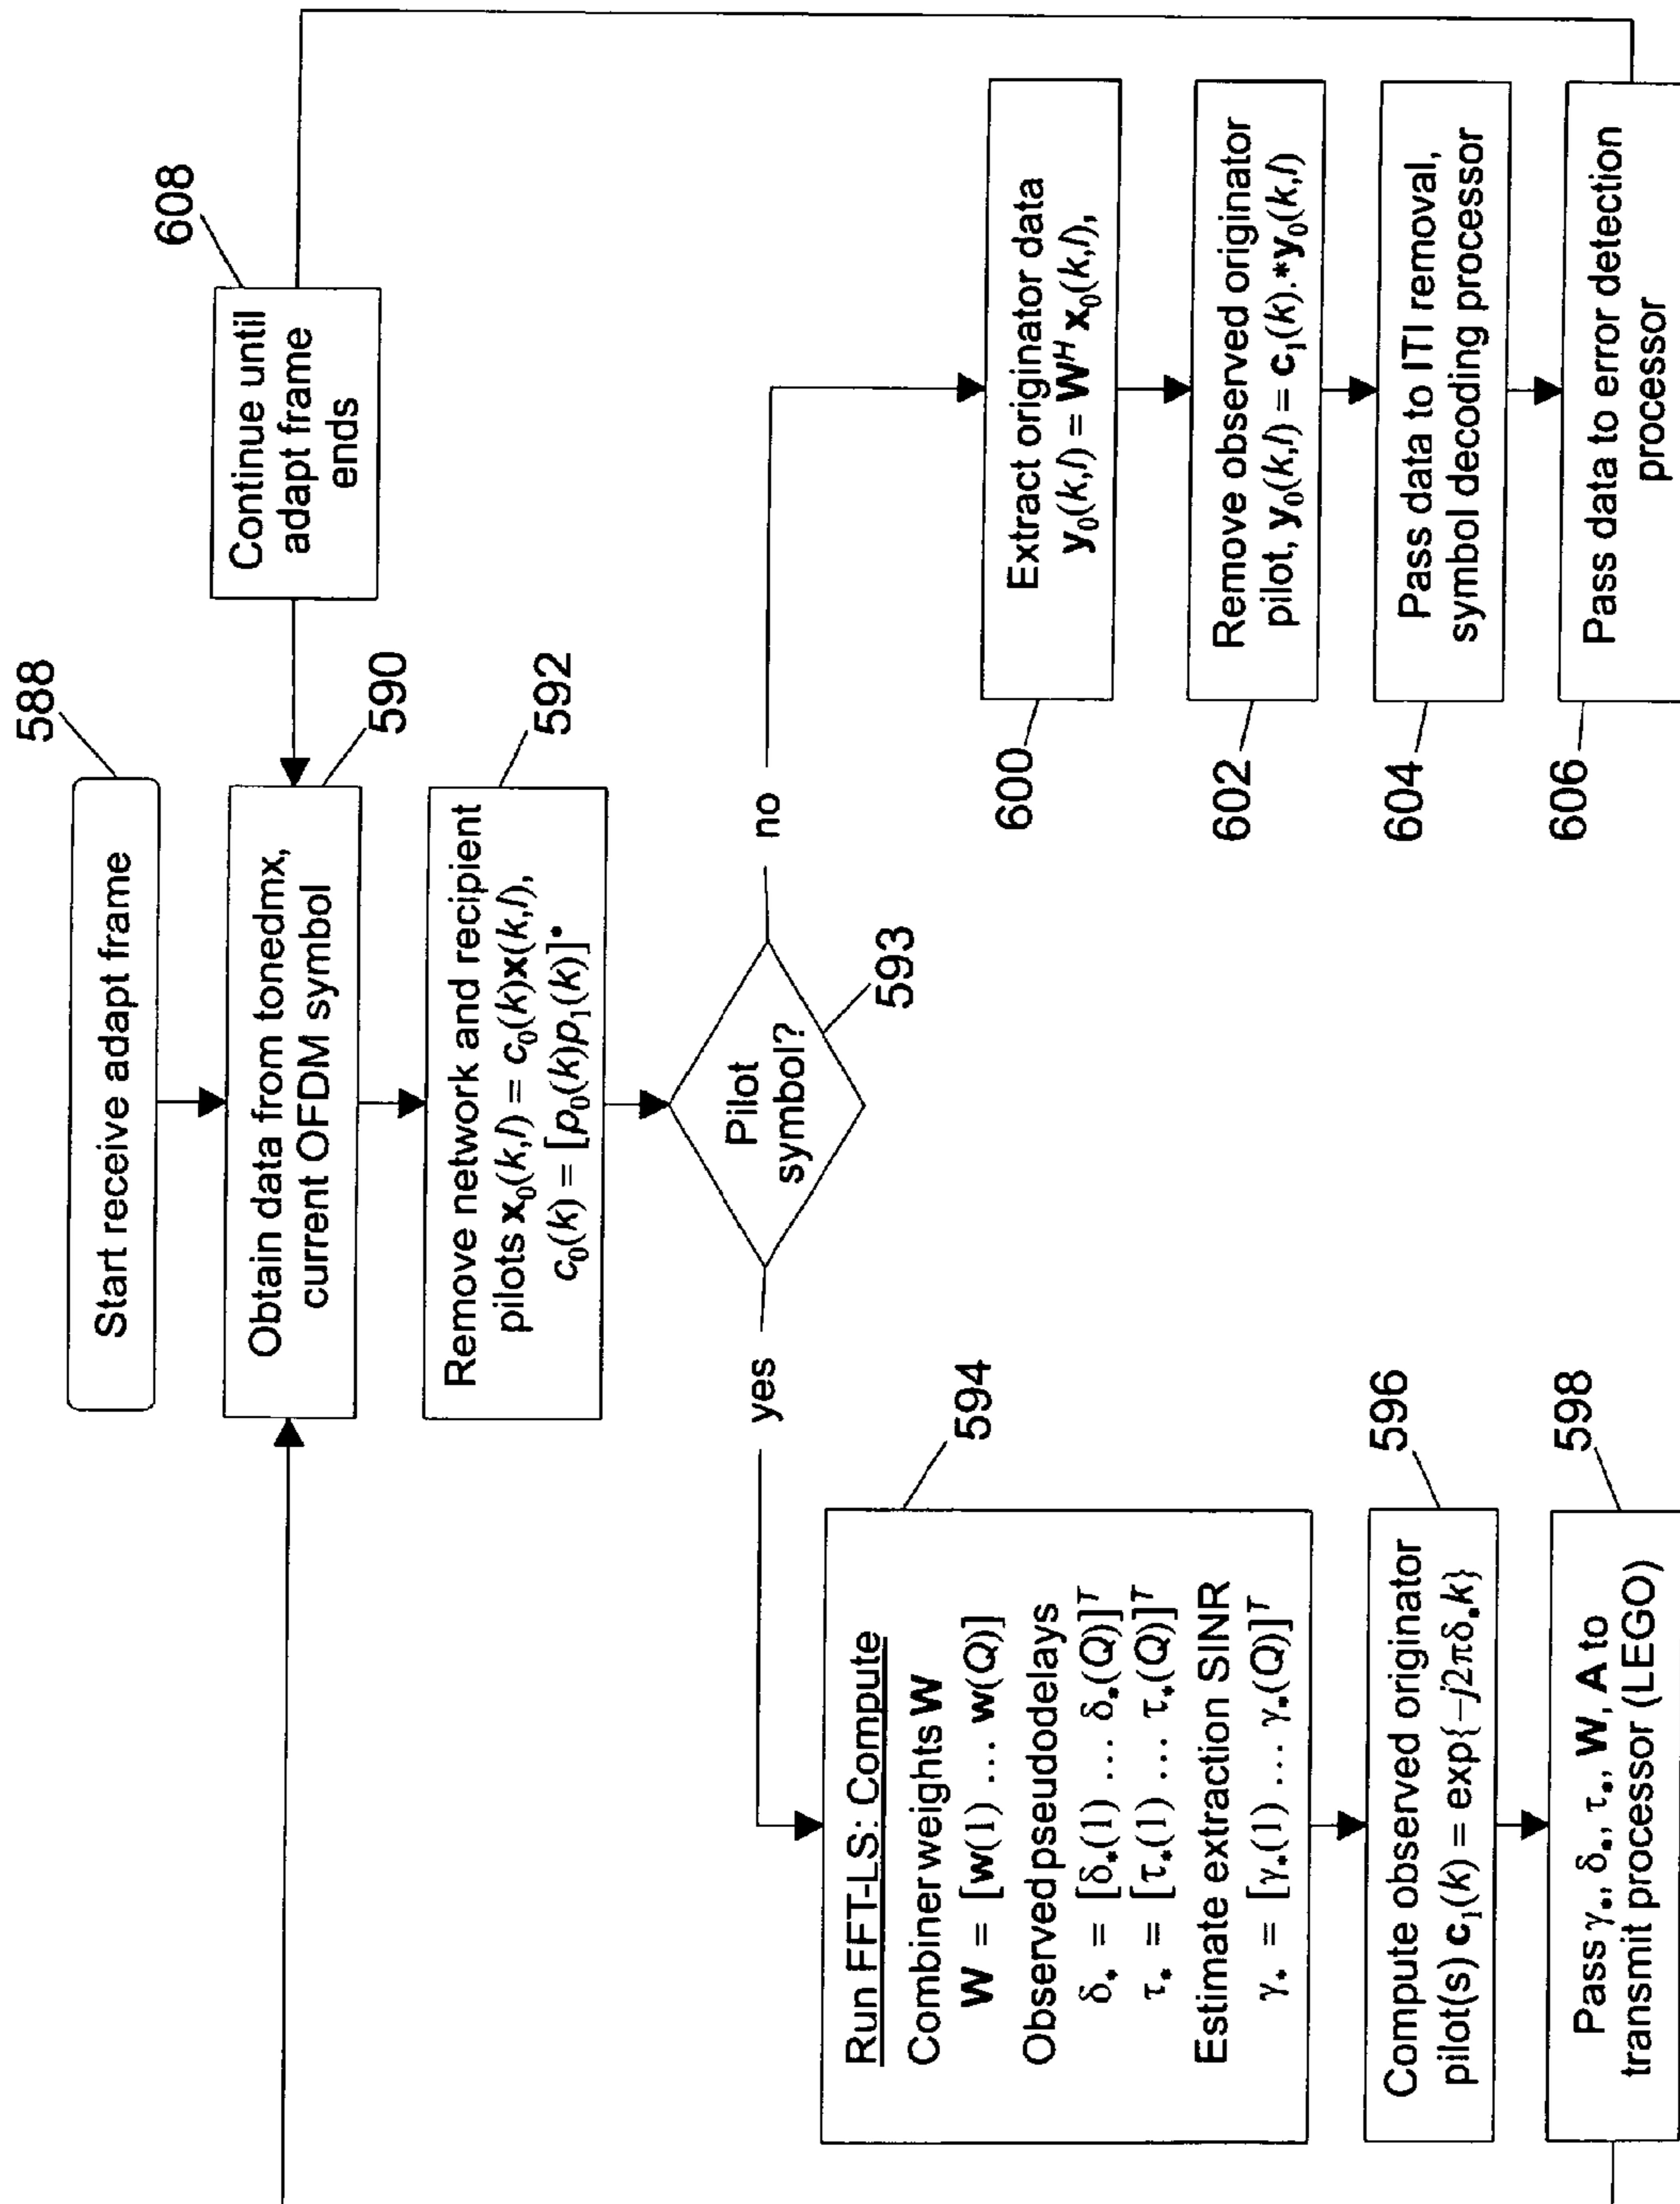 588
Start receive adapt frame
608
Continue until
adapt frame
ends
Obtain data from tonedmx,
current OFDM symbol
590
Remove network and recipient
pilots x₀(k,l) = c₀(k)x(k,l),
c₀(k) = [p₀(k)p₁(k)]*
592
Pilot
symbol?
593
yes
no
594
Run FFT-LS: Compute
Combiner weights W
W = [w(1) ... w(Q)]
Observed pseudodelays
δ* = [δ*(1) ... δ*(Q)]ᵀ
τ* = [τ*(1) ... τ*(Q)]ᵀ
Estimate extraction SINR
γ* = [γ*(1) ... γ*(Q)]ᵀ
Compute observed originator
pilot(s) c₁(k) = exp{−j2πδ*k}
596
Pass γ*, δ*, τ*, W, A to
transmit processor (LEGO)
598
600
Extract originator data
y₀(k,l) = Wᴴ x₀(k,l),
602
Remove observed originator
pilot, y₀(k,l) = c₁(k).*y₀(k,l)
604
Pass data to ITI removal,
symbol decoding processor
606
Pass data to error detection
processor